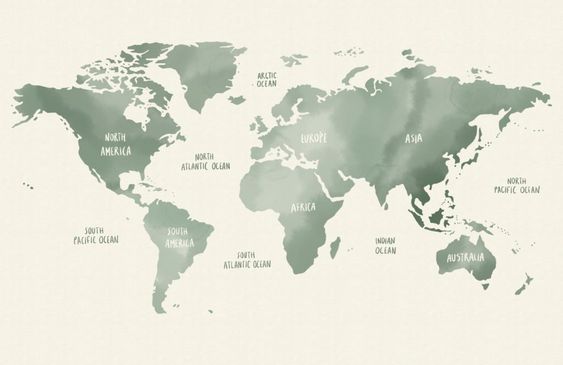 ARCTIC
OCEAN
NORTH
AMERICA
EUROPE
ASIA
NORTH
ATLANTIC OCEAN
NORTH
PACIFIC OCEAN
AFRICA
SOUTH
PACIFIC OCEAN
SOUTH
AMERICA
INDIAN
OCEAN
SOUTH
ATLANTIC OCEAN
AUSTRALIA